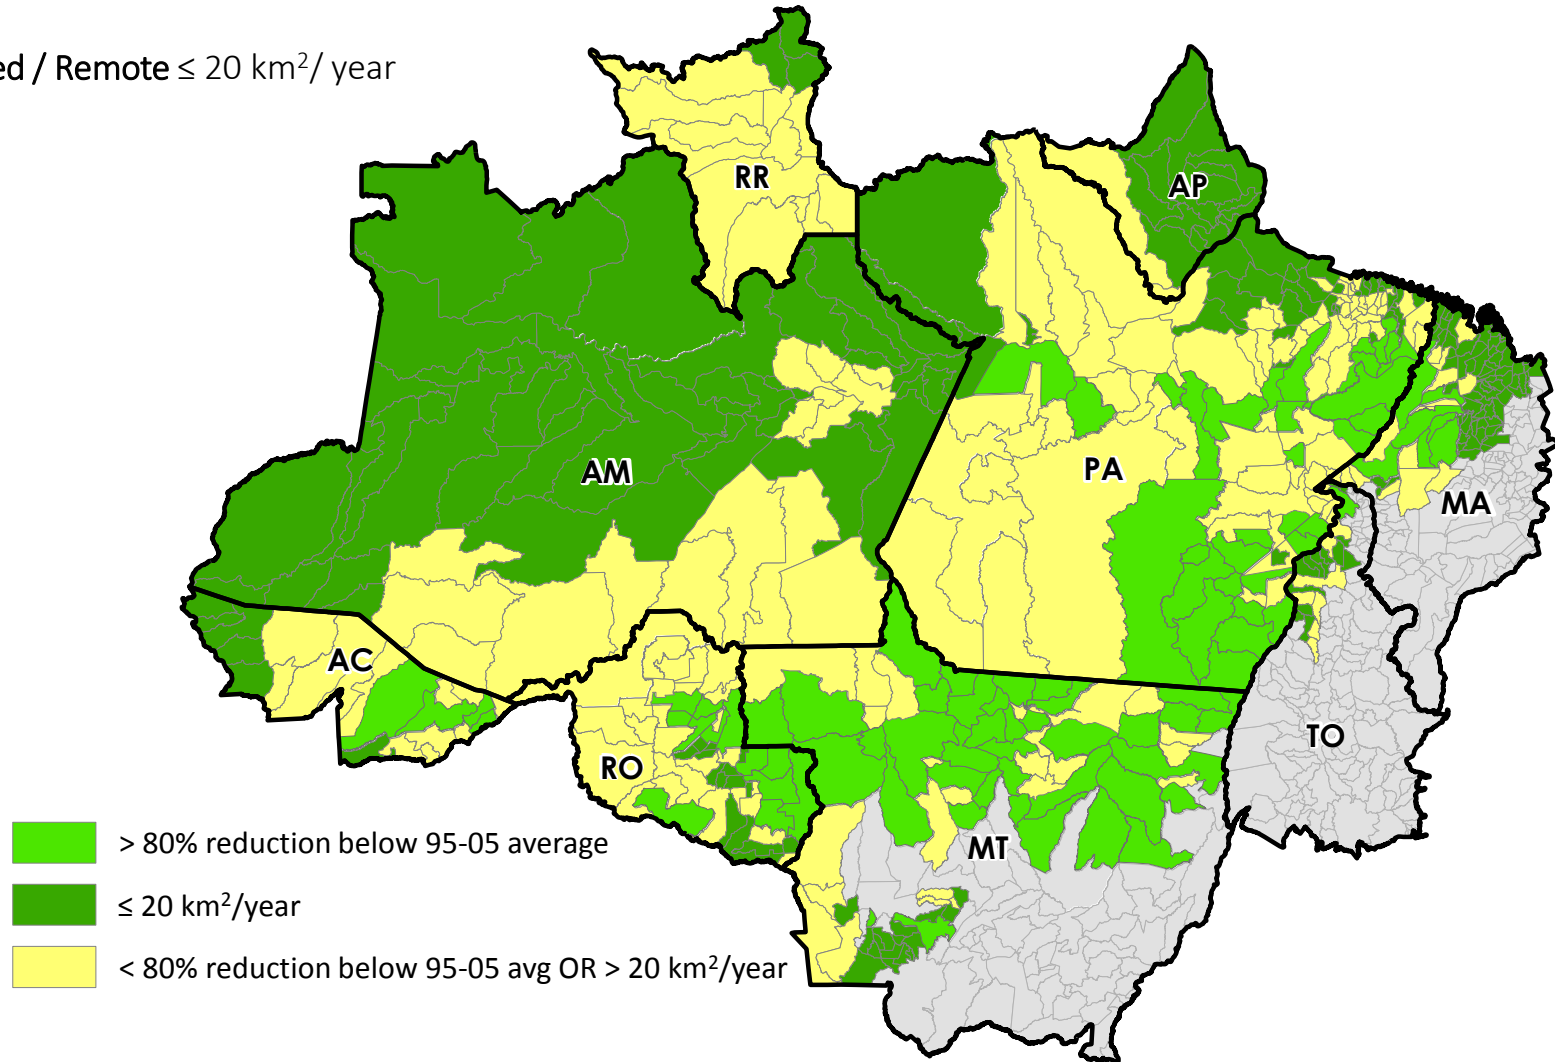 ed / Remote ≤ 20 km²/ year
RR
AP
AM
PA
MA
AC
TO
RO
MT
> 80% reduction below 95-05 average
≤ 20 km²/year
< 80% reduction below 95-05 avg OR > 20 km²/year